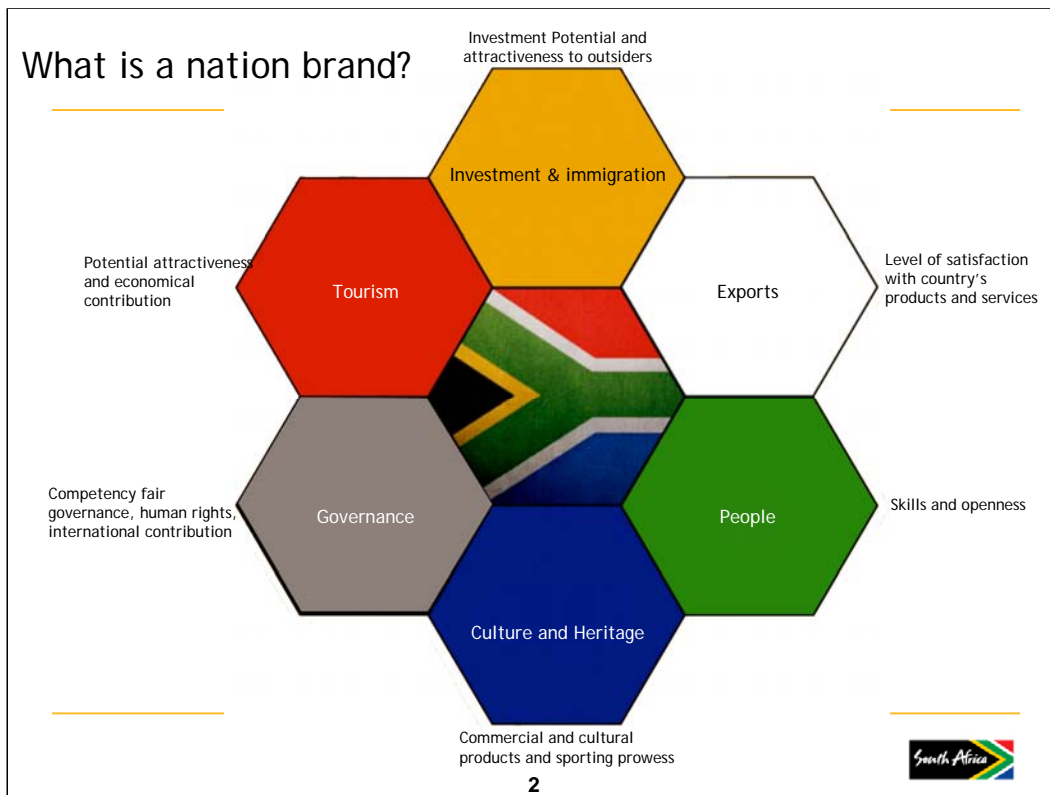 What is a nation brand?
Investment Potential and
attractiveness to outsiders
Investment & immigration
Potential attractiveness
and economical
contribution
Tourism
Exports
Level of satisfaction
with country's
products and services
Competency fair
governance, human rights,
international contribution
Governance
People
Skills and openness
Culture and Heritage
Commercial and cultural
products and sporting prowess
2
South Africa